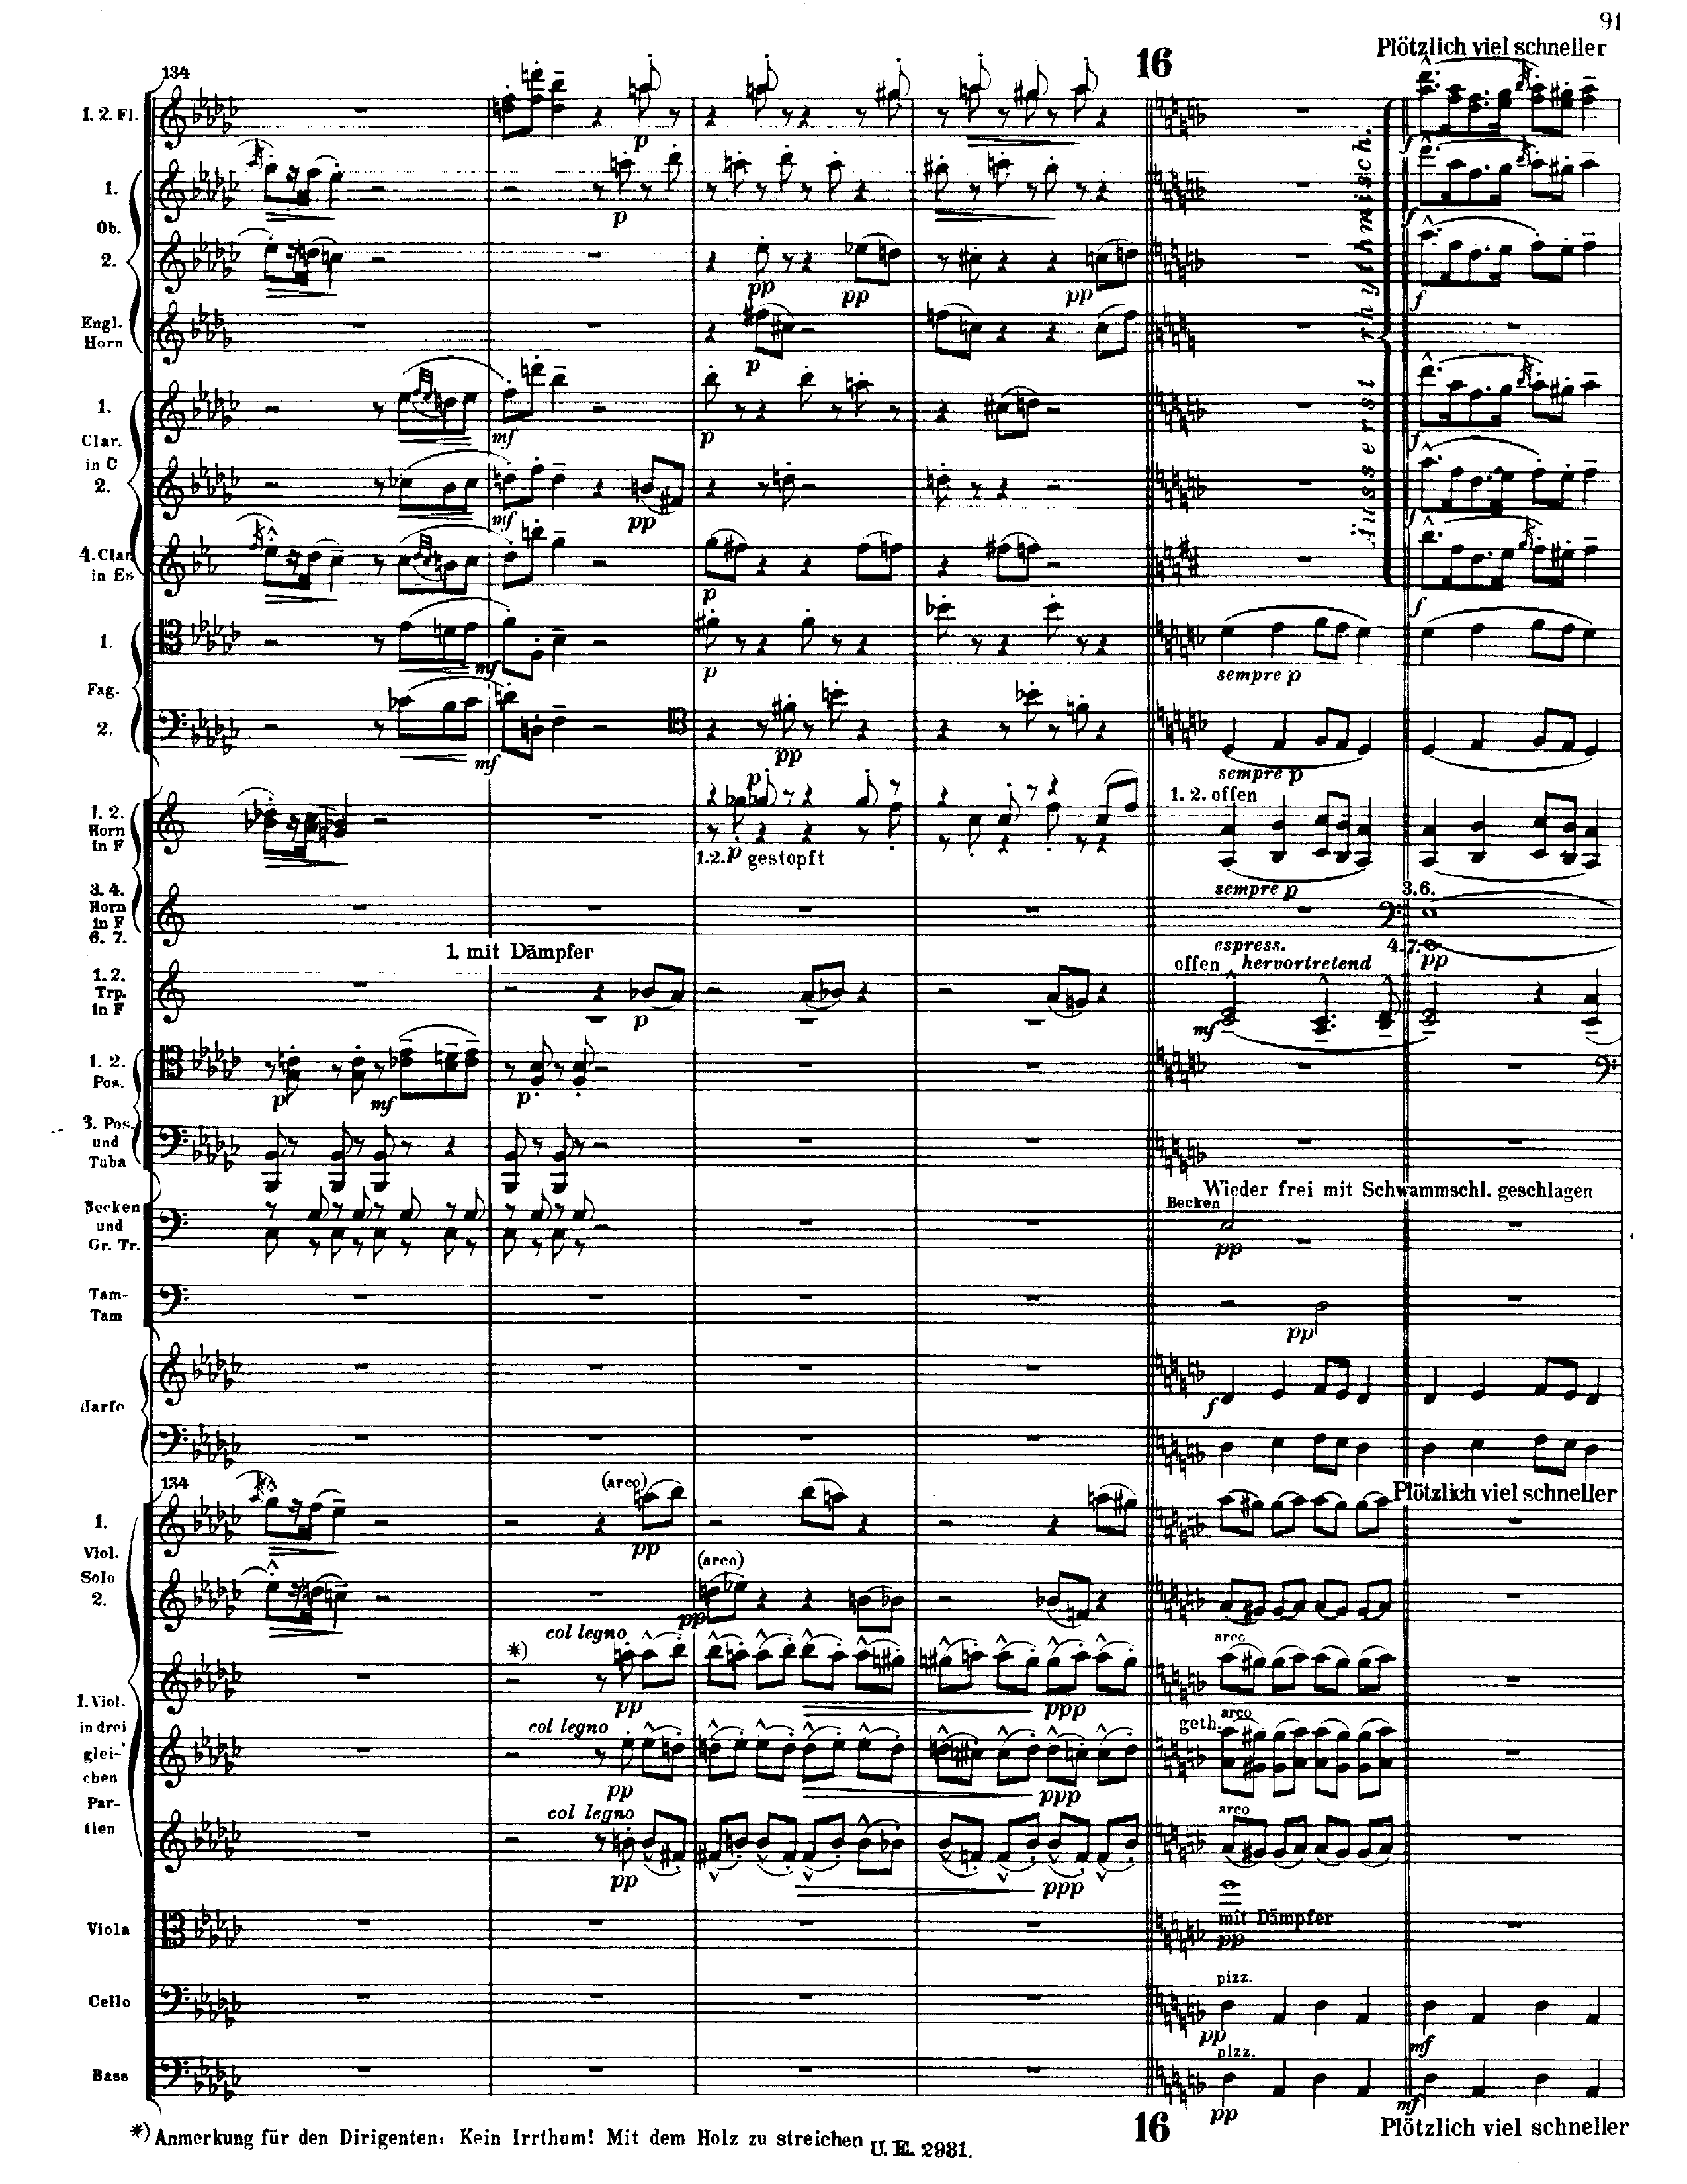 91
16 Plötzlich viel schneller
134
1. 2. Fl.
1.
Ob.
2.
Engl.
Horn
1.
Clar.
in C
2.
4. Clar.
in Es
1.
Fag.
2.
1. 2.
Horn
in F
3. 4.
Horn
in F
6. 7.
1. 2.
Trp.
in F
1. 2.
Pos.
3. Pos.
und
Tuba
Becken
und
Gr. Tr.
Tam-
Tam
Harfe
1.
Viol.
Solo
2.
1. Viol.
in drei
glei-
chen
Par-
tien
Viola
Cello
Bass
p
p
pp pp pp
p
mf p
mf pp
p
Äusserst rhythmisch.
f
f
f
f
f
f
mf p
mf pp
sempre p
sempre p
p
1. 2. p gestopft
1. 2. offen
sempre p
3. 6.
4. 7.
pp
1. mit Dämpfer
p
espress.
offen hervortretend
mf
p mf p
Wieder frei mit Schwammschl. geschlagen
Becken
pp
pp
f
134
(arco)
pp
Plötzlich viel schneller
(arco)
pp
*) col legno
pp ppp
arco
col legno
pp ppp
geth. arco
col legno
pp ppp
arco
mit Dämpfer
pp
pizz.
pp mf
pizz.
pp mf
16 Plötzlich viel schneller
*) Anmerkung für den Dirigenten: Kein Irrthum! Mit dem Holz zu streichen
U. E. 2931.